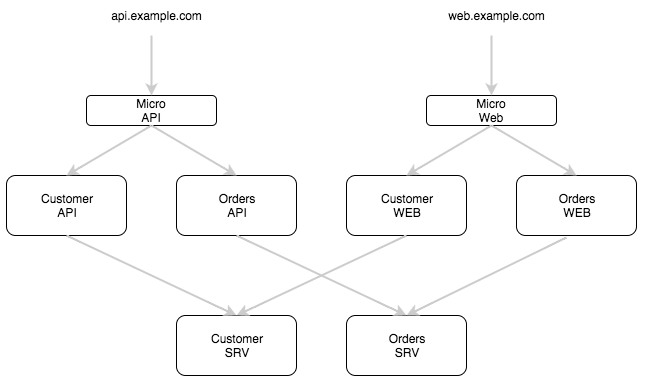 api.example.com
web.example.com
Micro
API
Micro
Web
Customer
API
Orders
API
Customer
WEB
Orders
WEB
Customer
SRV
Orders
SRV